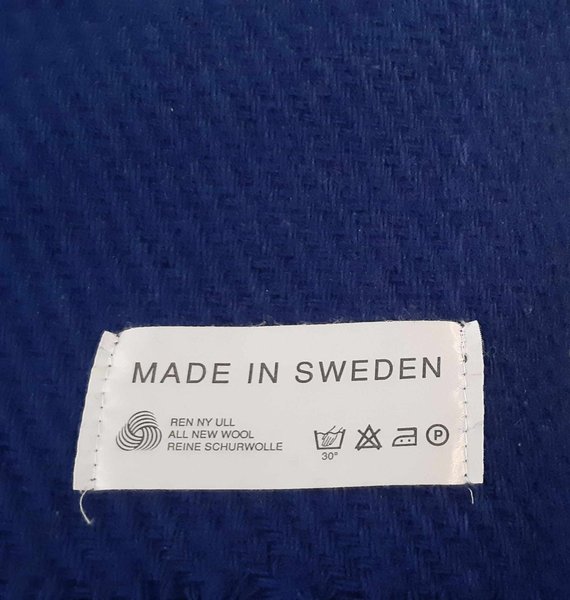 MADE IN SWEDEN
REN NY ULL
ALL NEW WOOL
REINE SCHURWOLLE
30°
P